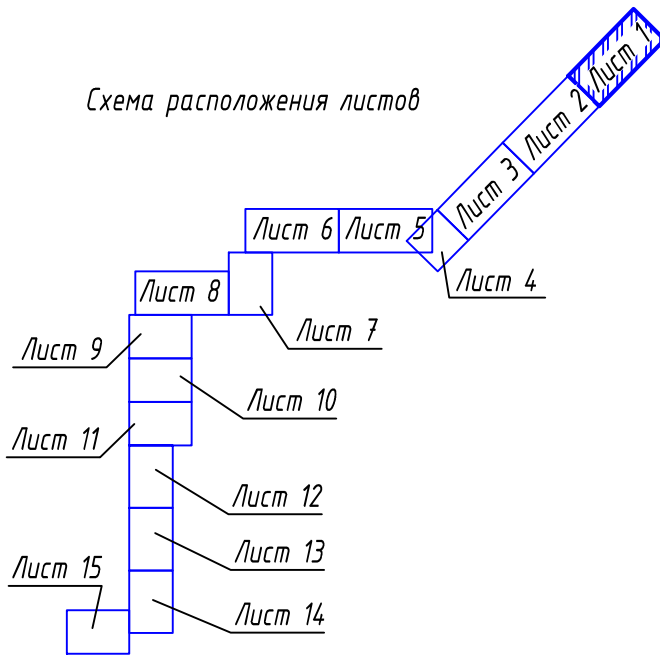 Схема расположения листов
Лист 1
Лист 2
Лист 3
Лист 4
Лист 5
Лист 6
Лист 7
Лист 8
Лист 9
Лист 10
Лист 11
Лист 12
Лист 13
Лист 14
Лист 15